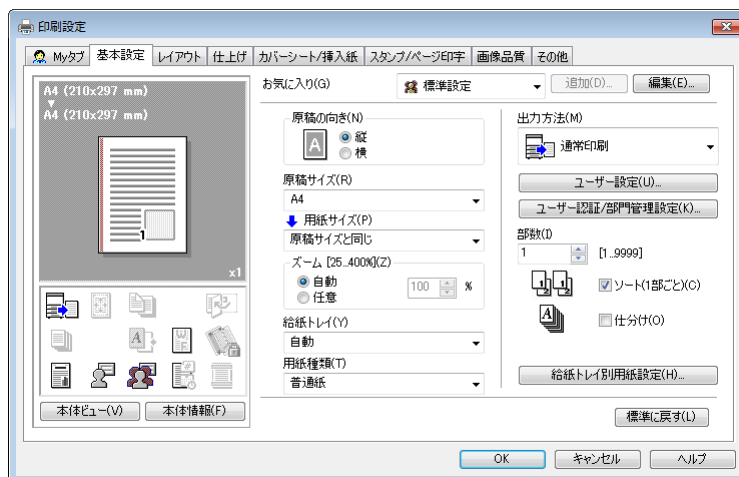 印刷設定
Myタブ 基本設定 レイアウト 仕上げ カバーシート/挿入紙 スタンプ/ページ印字 画像品質 その他
A4 (210x297 mm)
A4 (210x297 mm)
1
x1
本体ビュー(V) 本体情報(F)
お気に入り(G) 標準設定 追加(D)... 編集(E)...
原稿の向き(N)
A 縦
横
原稿サイズ(R)
A4
用紙サイズ(P)
原稿サイズと同じ
ズーム [25..400%](Z)
自動
任意
100 %
給紙トレイ(Y)
自動
用紙種類(T)
普通紙
出力方法(M)
通常印刷
ユーザー設定(U)...
ユーザー認証/部門管理設定(K)...
部数(I)
1 [1..9999]
ソート(1部ごと)(C)
仕分け(O)
給紙トレイ別用紙設定(H)...
標準に戻す(L)
OK キャンセル ヘルプ